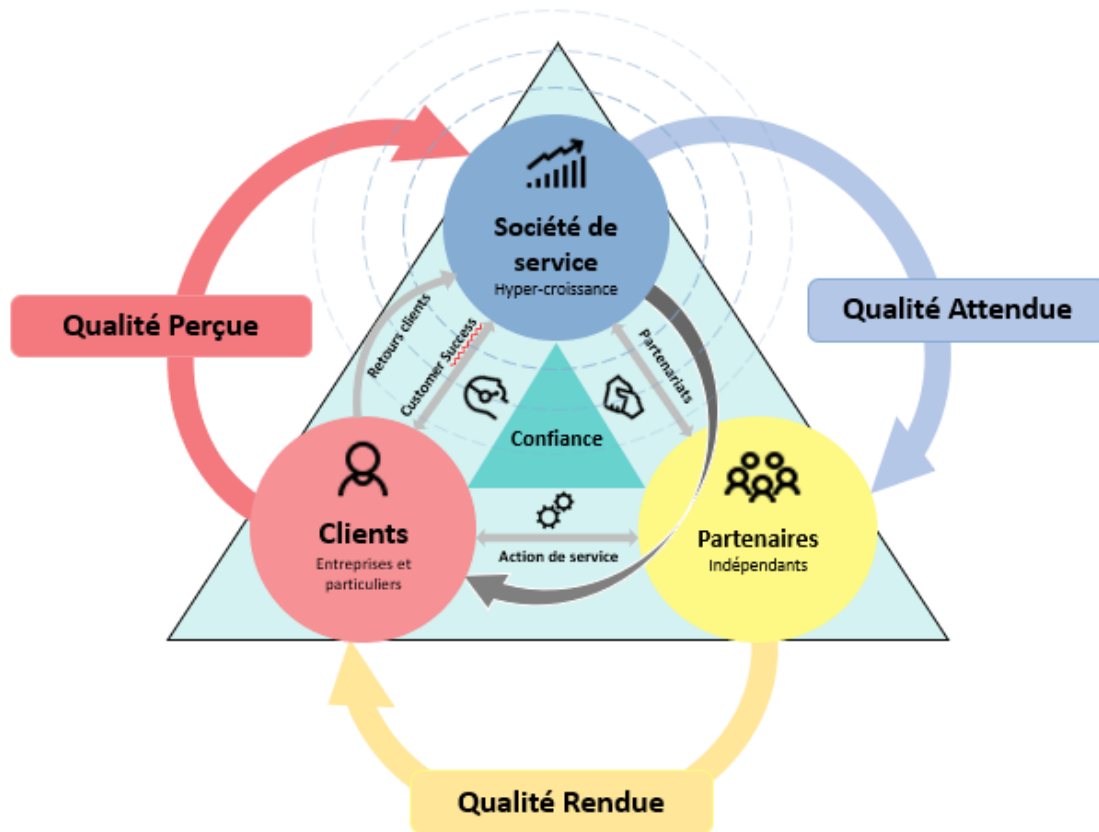 Société de
service
Hyper-croissance
Qualité Perçue
Qualité Attendue
Retours clients
Customer Success
Partenariats
Confiance
Clients
Entreprises et
particuliers
Action de service
Partenaires
Indépendants
Qualité Rendue